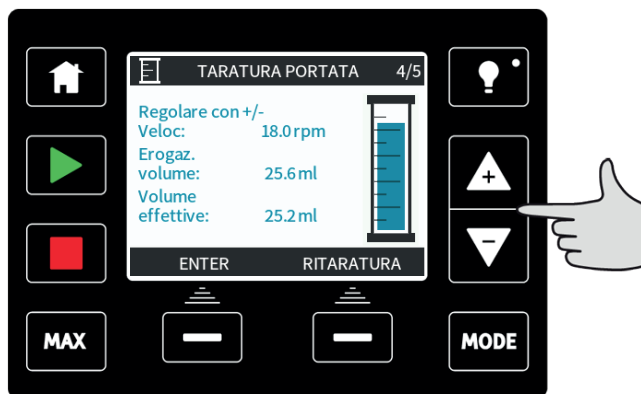 TARATURA PORTATA 4/5
Regolare con +/-
Veloc: 18.0 rpm
Erogaz.
volume: 25.6 ml
Volume
effettive: 25.2 ml
ENTER RITARATURA
+
-
MAX
MODE